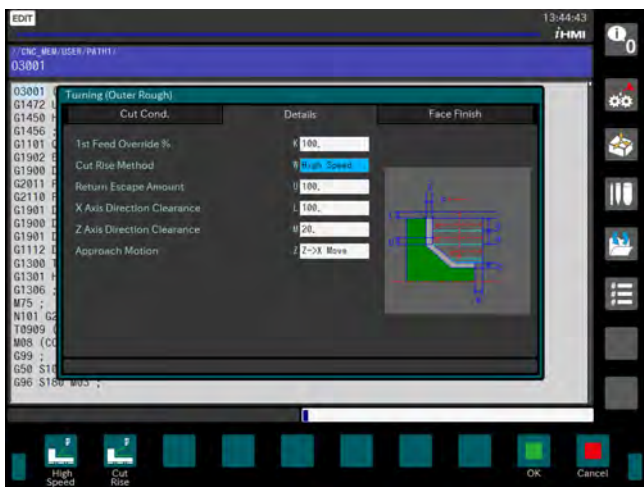 EDIT
13:44:43
iHMI
//CNC_MEM/USER/PATH1/
O3001
0
O3001
Turning (Outer Rough)
G1472
G1450
G1456 ;
G1101
G1902
G1900
G2011
G2110
G1901
G1900
G1901
G1112
G1300
G1301
G1306 ;
M75 ;
N101
T0909
M08
G99 ;
G50
G96 S180 M03 ;
Cut Cond.
Details
Face Finish
1st Feed Override % K 100.
Cut Rise Method W High Speed
Return Escape Amount U 100.
X Axis Direction Clearance L 100.
Z Axis Direction Clearance M 20.
Approach Motion Z Z->X Move
High
Speed
Cut
Rise
OK
Cancel